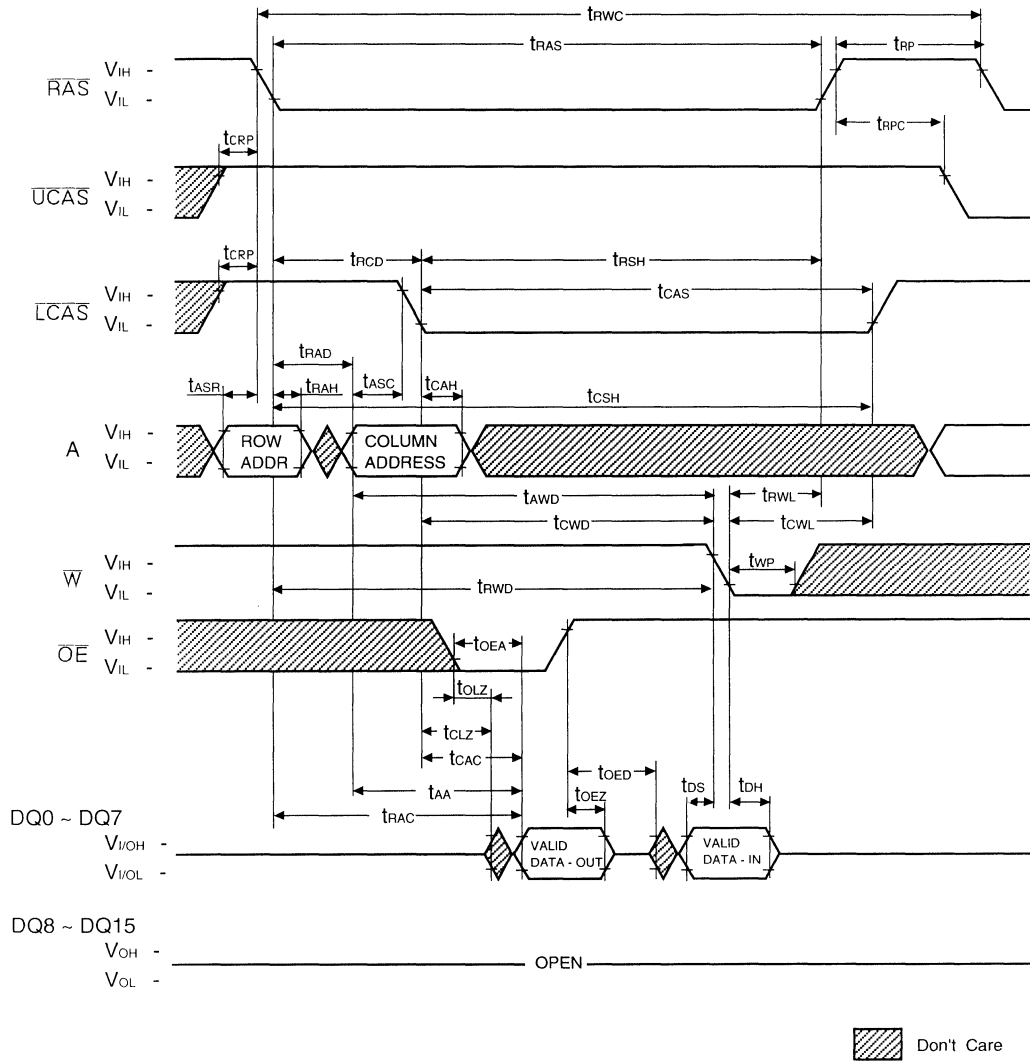 tRWC
tRAS
tRP
RAS
VIH -
VIL -
tCRP
tRPC
UCAS
VIH -
VIL -
tCRP
tRCD
tRSH
LCAS
VIH -
VIL -
tCAS
tRAD
tASR
tRAH
tASC
tCAH
tCSH
A
VIH -
VIL -
ROW
ADDR
COLUMN
ADDRESS
tAWD
tRWL
tCWD
tCWL
W
VIH -
VIL -
tRWD
tWP
OE
VIH -
VIL -
tOEA
tOLZ
tCLZ
tCAC
tOED
tAA
tOEZ
tDS
tDH
tRAC
DQ0 ~ DQ7
VI/OH -
VI/OL -
VALID
DATA - OUT
VALID
DATA - IN
DQ8 ~ DQ15
VOH -
VOL -
OPEN
Don't Care